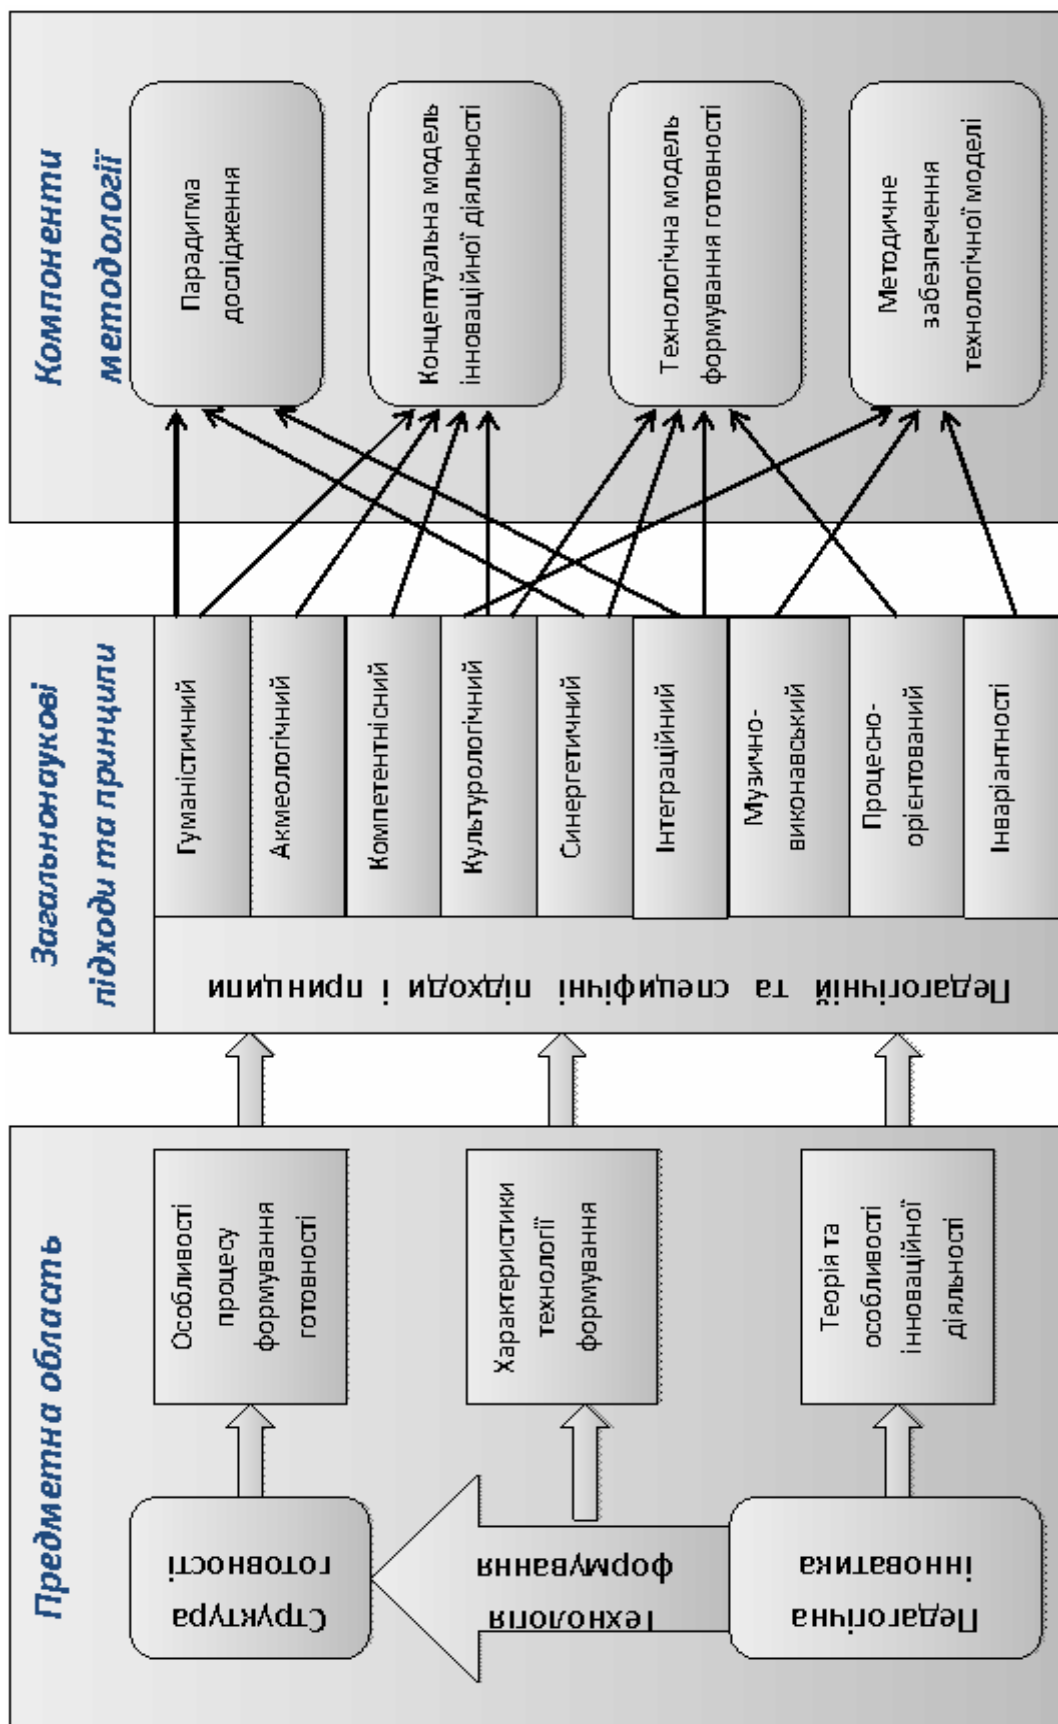 Предметна область
Структура
готовності
Технологія
формування
Педагогічна
інноватика
Особливості
процесу
формування
готовності
Характеристики
технології
формування
Теорія та
особливості
інноваційної
діяльності
Загальнонаукові
підходи та принципи
Педагогічній та специфічні підходи і принципи
Гуманістичний
Акмеологічний
Компетентнісний
Культурологічний
Синергетичний
Інтеграційний
Музично-
виконавський
Процесно-
орієнтований
Інваріантності
Компоненти
методології
Парадигма
дослідження
Концептуальна модель
інноваційної діяльності
Технологічна модель
формування готовності
Методичне
забезпечення
технологічної моделі